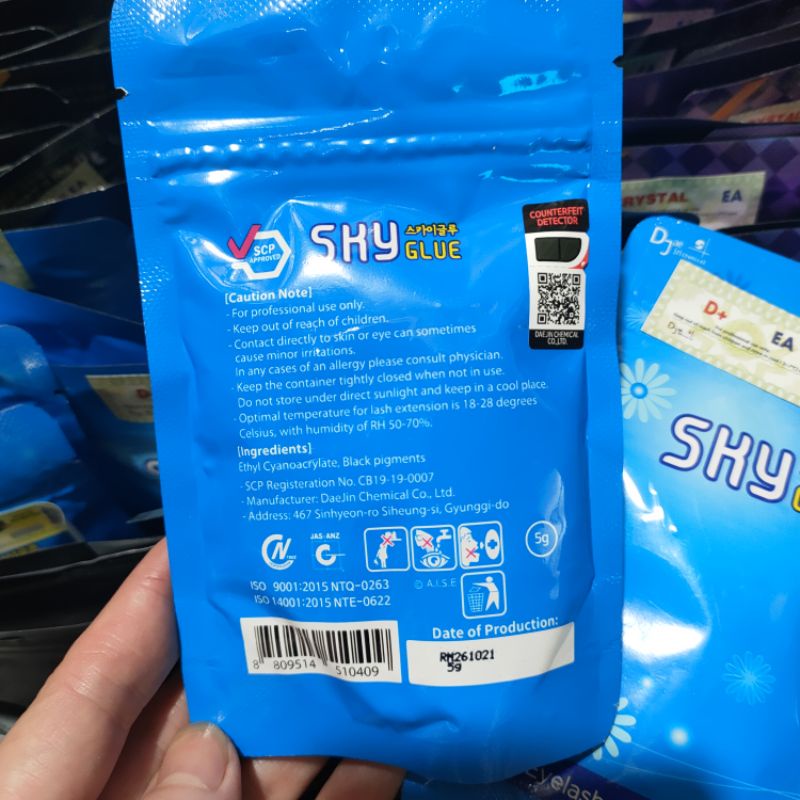 SCP
APPROVED
SKY 스카이글루
GLUE
COUNTERFEIT
DETECTOR
DAEJIN CHEMICAL
CO.,LTD.
[Caution Note]
- For professional use only.
- Keep out of reach of children.
- Contact directly to skin or eye can sometimes
cause minor irritations.
In any cases of an allergy please consult physician.
- Keep the container tightly closed when not in use.
Do not store under direct sunlight and keep in a cool place.
- Optimal temperature for lash extension is 18-28 degrees
Celsius, with humidity of RH 50-70%.
[Ingredients]
Ethyl Cyanoacrylate, Black pigments
- SCP Registeration No. CB19-19-0007
- Manufacturer: DaeJin Chemical Co., Ltd.
- Address: 467 Sinhyeon-ro Siheung-si, Gyunggi-do
JAS-ANZ
5g
ISO 9001:2015 NTQ-0263
ISO 14001:2015 NTE-0622
© A.I.S.E
Date of Production:
8 809514 510409
RM261021
5g
RYSTAL EA
D+ EA
SKY
eyelash